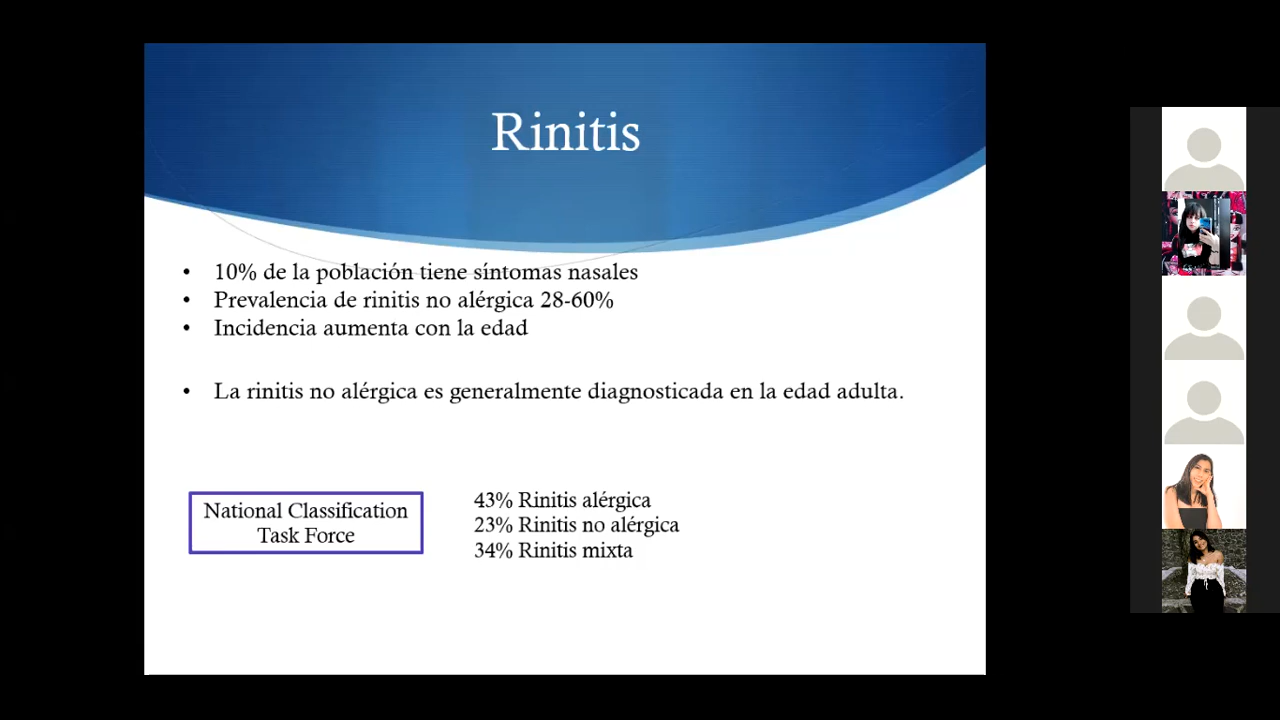 Rinitis
• 10% de la población tiene síntomas nasales
• Prevalencia de rinitis no alérgica 28-60%
• Incidencia aumenta con la edad
• La rinitis no alérgica es generalmente diagnosticada en la edad adulta.
National Classification
Task Force
43% Rinitis alérgica
23% Rinitis no alérgica
34% Rinitis mixta